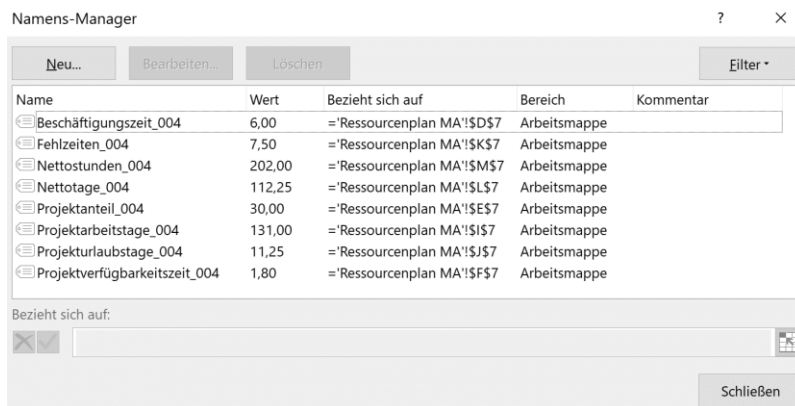 Namens-Manager ? ×
Neu... Bearbeiten... Löschen Filter
Name Wert Bezieht sich auf Bereich Kommentar
Beschäftigungszeit_004 6,00 ='Ressourcenplan MA'!$D$7 Arbeitsmappe
Fehlzeiten_004 7,50 ='Ressourcenplan MA'!$K$7 Arbeitsmappe
Nettostunden_004 202,00 ='Ressourcenplan MA'!$M$7 Arbeitsmappe
Nettotage_004 112,25 ='Ressourcenplan MA'!$L$7 Arbeitsmappe
Projektanteil_004 30,00 ='Ressourcenplan MA'!$E$7 Arbeitsmappe
Projektarbeitstage_004 131,00 ='Ressourcenplan MA'!$I$7 Arbeitsmappe
Projekturlaubstage_004 11,25 ='Ressourcenplan MA'!$J$7 Arbeitsmappe
Projektverfügbarkeitszeit_004 1,80 ='Ressourcenplan MA'!$F$7 Arbeitsmappe
Bezieht sich auf:
Schließen